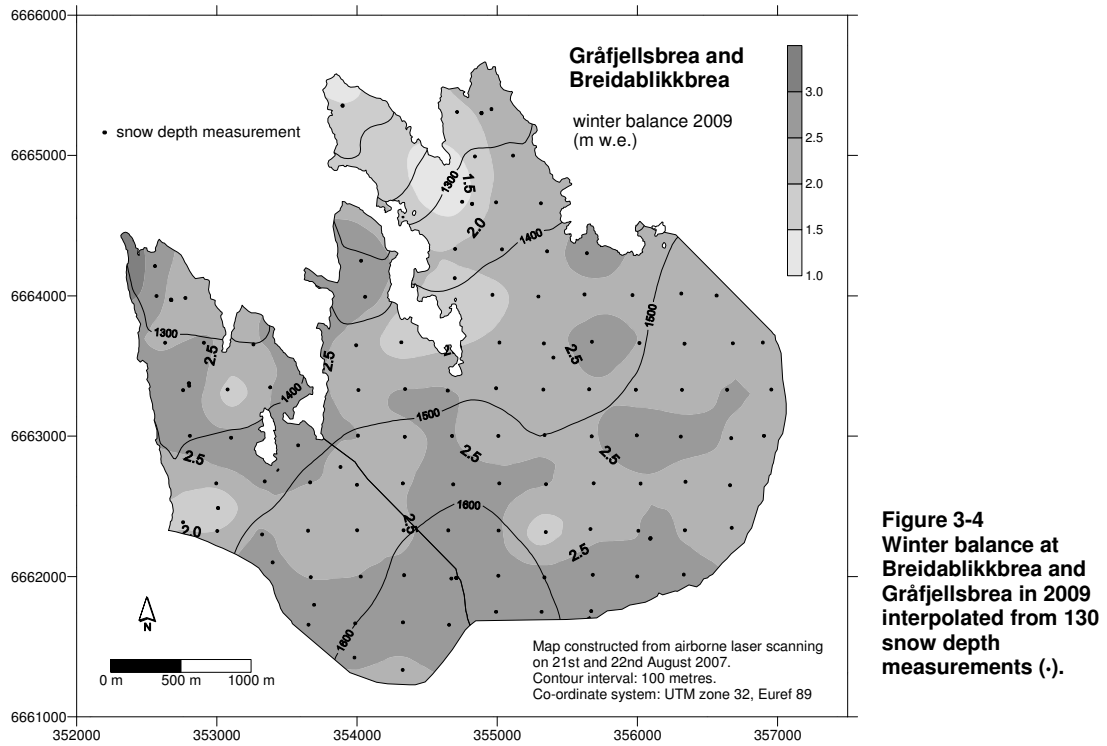 6666000
6665000
6664000
6663000
6662000
6661000
352000
353000
354000
355000
356000
357000
Gråfjellsbrea and
Breidablikkbrea
winter balance 2009
(m w.e.)
3.0
2.5
2.0
1.5
1.0
• snow depth measurement
1300
1.5
2.0
1400
1500
1300
2.5
2.5
1400
2.5
2.5
1500
2.5
2.5
2.0
1600
2.5
2.5
1600
N
0 m 500 m 1000 m
Map constructed from airborne laser scanning
on 21st and 22nd August 2007.
Contour interval: 100 metres.
Co-ordinate system: UTM zone 32, Euref 89
Figure 3-4
Winter balance at
Breidablikkbrea and
Gråfjellsbrea in 2009
interpolated from 130
snow depth
measurements (·).